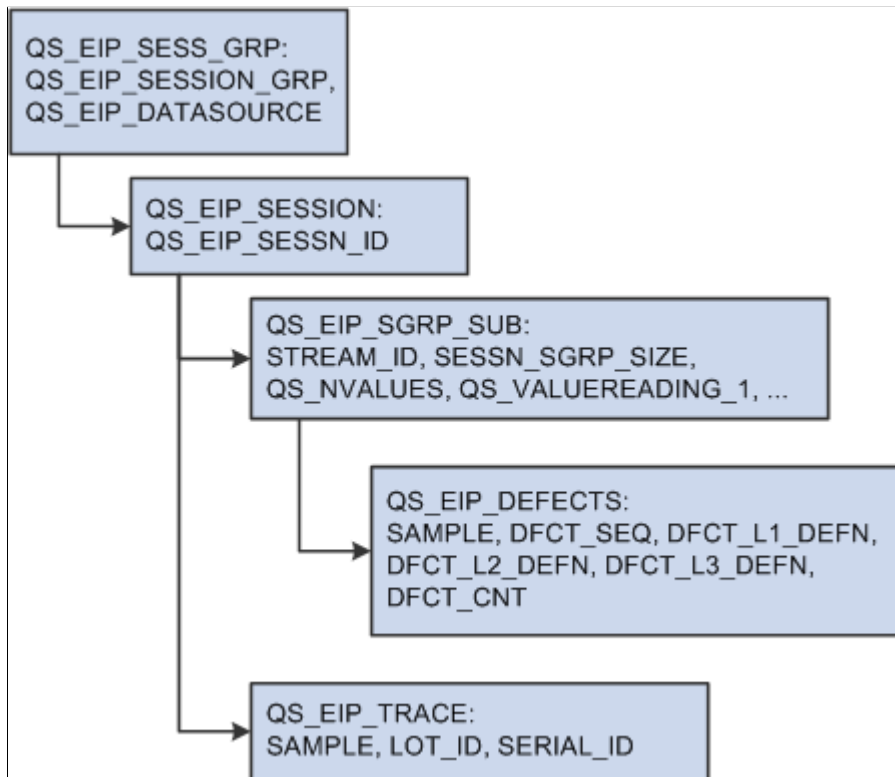 QS_EIP_SESS_GRP:
QS_EIP_SESSION_GRP,
QS_EIP_DATASOURCE
QS_EIP_SESSION:
QS_EIP_SESSN_ID
QS_EIP_SGRP_SUB:
STREAM_ID, SESSN_SGRP_SIZE,
QS_NVALUES, QS_VALUEREADING_1, ...
QS_EIP_DEFECTS:
SAMPLE, DFCT_SEQ, DFCT_L1_DEFN,
DFCT_L2_DEFN, DFCT_L3_DEFN,
DFCT_CNT
QS_EIP_TRACE:
SAMPLE, LOT_ID, SERIAL_ID